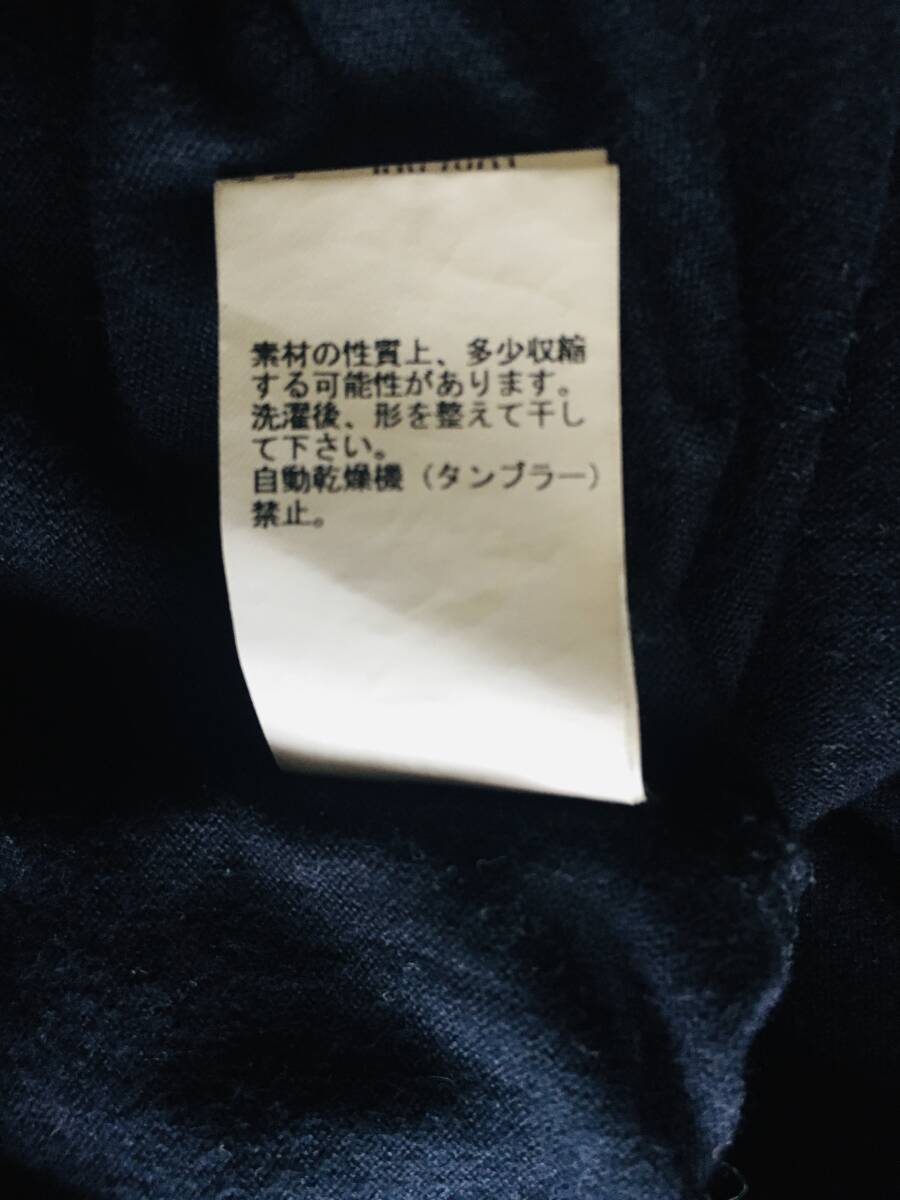 素材の性質上、多少収縮
する可能性があります。
洗濯後、形を整えて干し
て下さい。
自動乾燥機（タンブラー）
禁止。